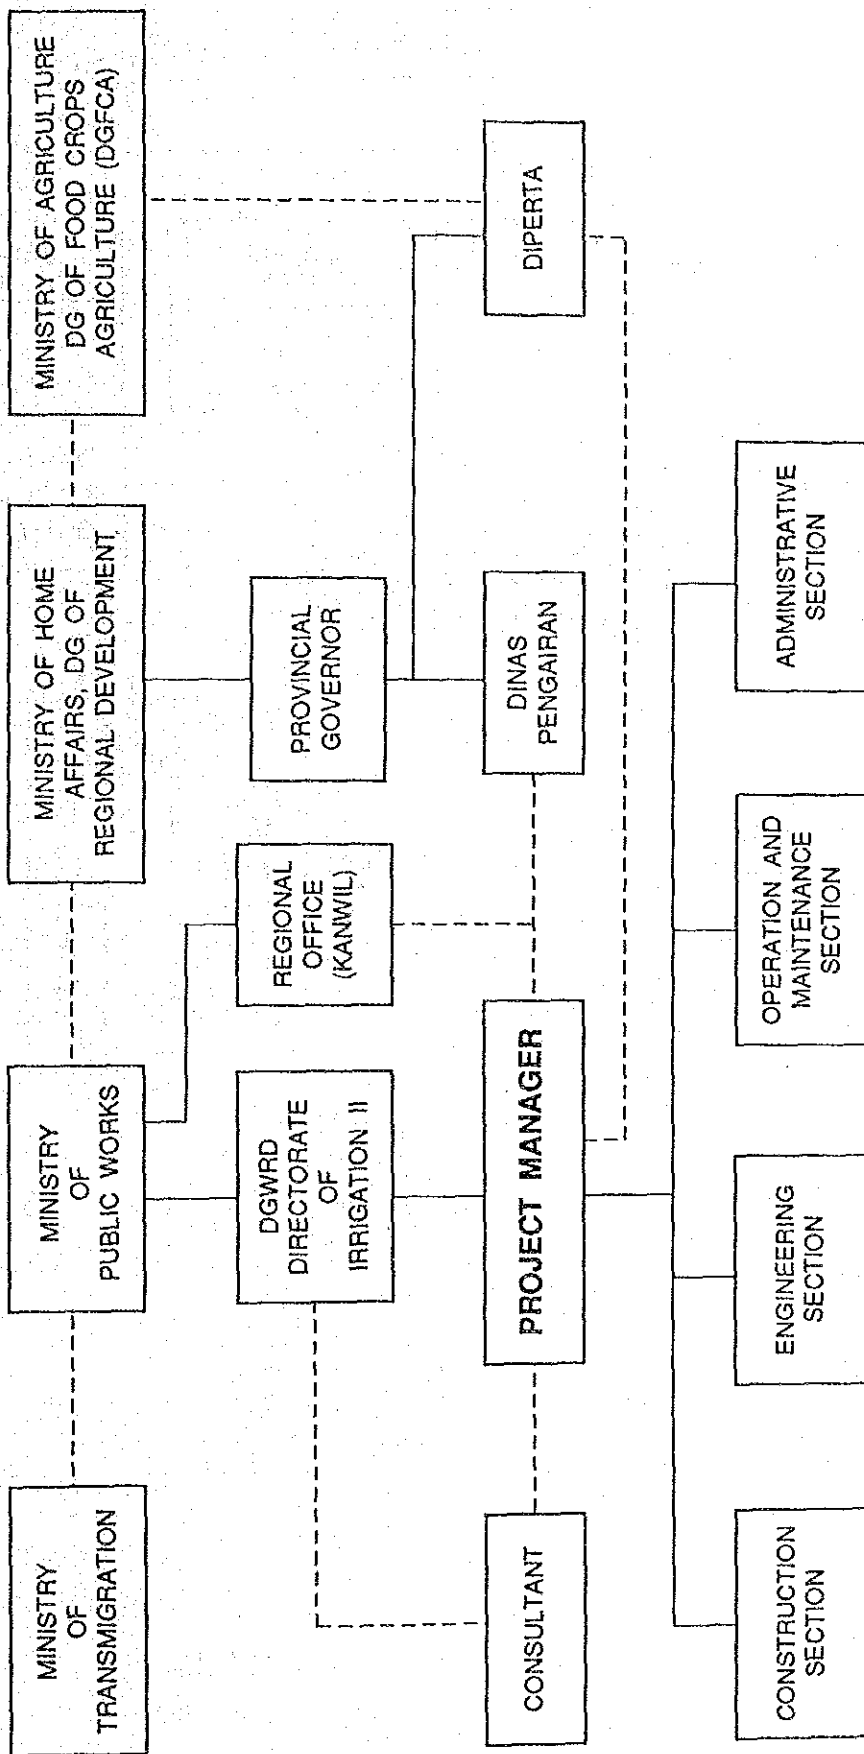 MINISTRY
OF
TRANSMIGRATION
MINISTRY
OF
PUBLIC WORKS
MINISTRY OF HOME
AFFAIRS, DG OF
REGIONAL DEVELOPMENT
MINISTRY OF AGRICULTURE
DG OF FOOD CROPS
AGRICULTURE (DGFCA)
DGWRD
DIRECTORATE
OF
IRRIGATION II
REGIONAL
OFFICE
(KANWIL)
PROVINCIAL
GOVERNOR
CONSULTANT
PROJECT MANAGER
DINAS
PENGAIRAN
DIPERTA
CONSTRUCTION
SECTION
ENGINEERING
SECTION
OPERATION AND
MAINTENANCE
SECTION
ADMINISTRATIVE
SECTION